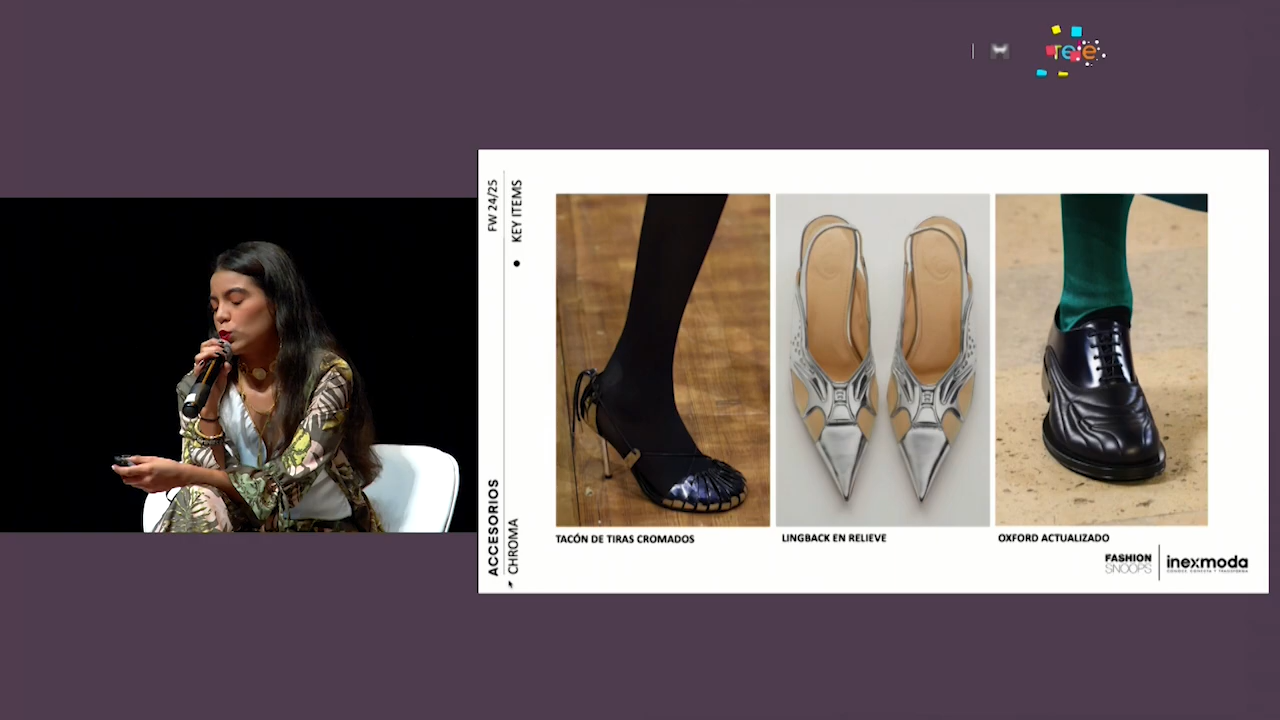 FW 24/25
KEY ITEMS
ACCESORIOS
CHROMA
TACÓN DE TIRAS CROMADOS
LINGBACK EN RELIEVE
OXFORD ACTUALIZADO
FASHION
SNOOPS
inexmoda